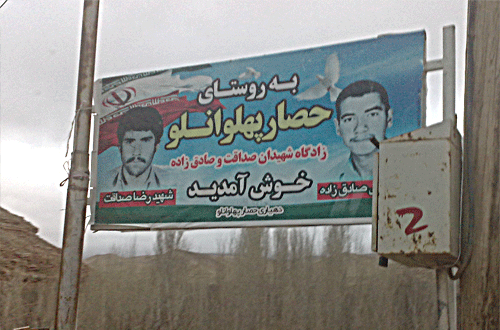 به روستای
حصار پهلوانلو
زادگاه شهیدان صداقت و صادق زاده
خوش آمدید
شهید رضا صداقت
صادق زاده
دهیاری حصار پهلوانلو
2